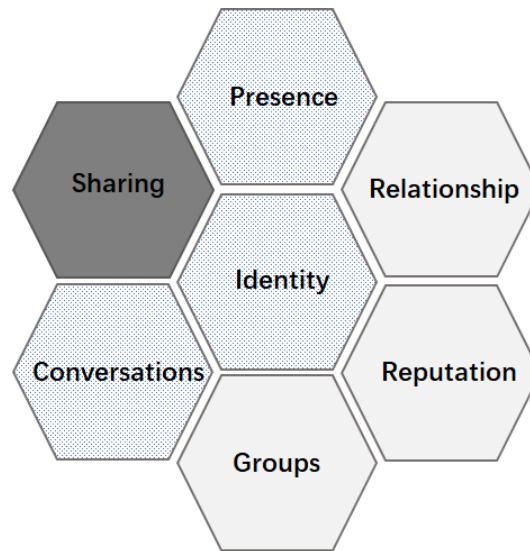 Presence
Sharing
Relationship
Identity
Conversations
Reputation
Groups